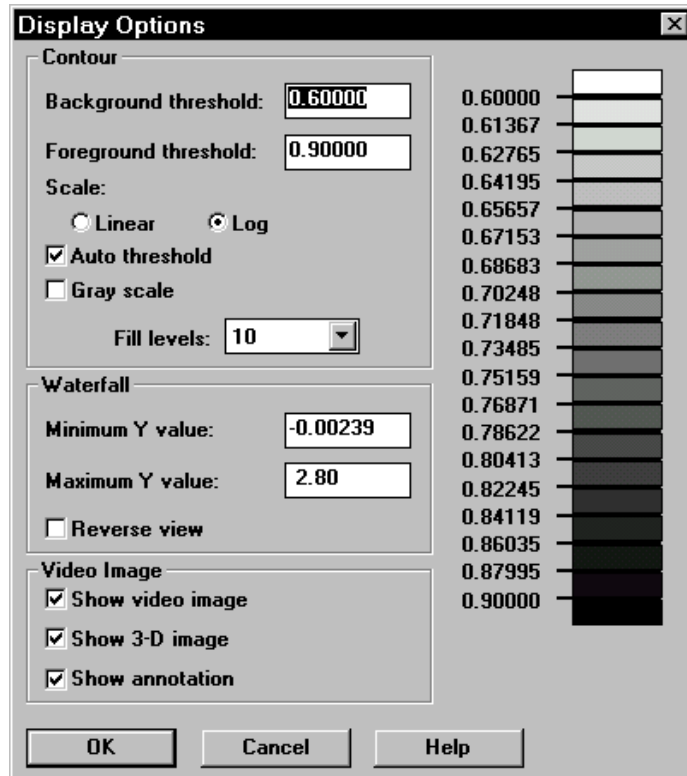 Display Options
Contour
Background threshold: 0.60000
Foreground threshold: 0.90000
Scale:
Linear Log
Auto threshold
Gray scale
Fill levels: 10
Waterfall
Minimum Y value: -0.00239
Maximum Y value: 2.80
Reverse view
Video Image
Show video image
Show 3-D image
Show annotation
0.60000
0.61367
0.62765
0.64195
0.65657
0.67153
0.68683
0.70248
0.71848
0.73485
0.75159
0.76871
0.78622
0.80413
0.82245
0.84119
0.86035
0.87995
0.90000
OK Cancel Help